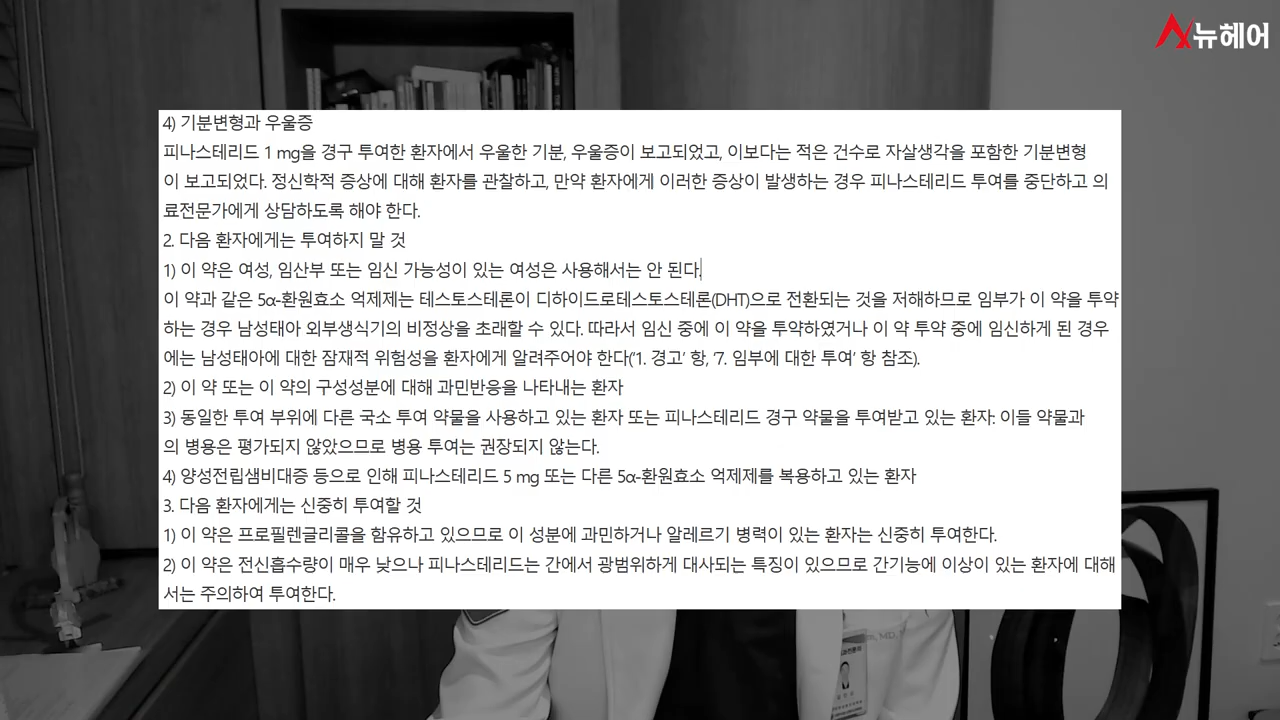 뉴헤어
4) 기분변형과 우울증
피나스테리드 1 mg을 경구 투여한 환자에서 우울한 기분, 우울증이 보고되었고, 이보다는 적은 건수로 자살생각을 포함한 기분변형
이 보고되었다. 정신학적 증상에 대해 환자를 관찰하고, 만약 환자에게 이러한 증상이 발생하는 경우 피나스테리드 투여를 중단하고 의
료전문가에게 상담하도록 해야 한다.
2. 다음 환자에게는 투여하지 말 것
1) 이 약은 여성, 임산부 또는 임신 가능성이 있는 여성은 사용해서는 안 된다.
이 약과 같은 5α-환원효소 억제제는 테스토스테론이 디하이드로테스토스테론(DHT)으로 전환되는 것을 저해하므로 임부가 이 약을 투약
하는 경우 남성태아 외부생식기의 비정상을 초래할 수 있다. 따라서 임신 중에 이 약을 투약하였거나 이 약 투약 중에 임신하게 된 경우
에는 남성태아에 대한 잠재적 위험성을 환자에게 알려주어야 한다(‘1. 경고’ 항, ‘7. 임부에 대한 투여’ 항 참조).
2) 이 약 또는 이 약의 구성성분에 대해 과민반응을 나타내는 환자
3) 동일한 투여 부위에 다른 국소 투여 약물을 사용하고 있는 환자 또는 피나스테리드 경구 약물을 투여받고 있는 환자: 이들 약물과
의 병용은 평가되지 않았으므로 병용 투여는 권장되지 않는다.
4) 양성전립샘비대증 등으로 인해 피나스테리드 5 mg 또는 다른 5α-환원효소 억제제를 복용하고 있는 환자
3. 다음 환자에게는 신중히 투여할 것
1) 이 약은 프로필렌글리콜을 함유하고 있으므로 이 성분에 과민하거나 알레르기 병력이 있는 환자는 신중히 투여한다.
2) 이 약은 전신흡수량이 매우 낮으나 피나스테리드는 간에서 광범위하게 대사되는 특징이 있으므로 간기능에 이상이 있는 환자에 대해
서는 주의하여 투여한다.